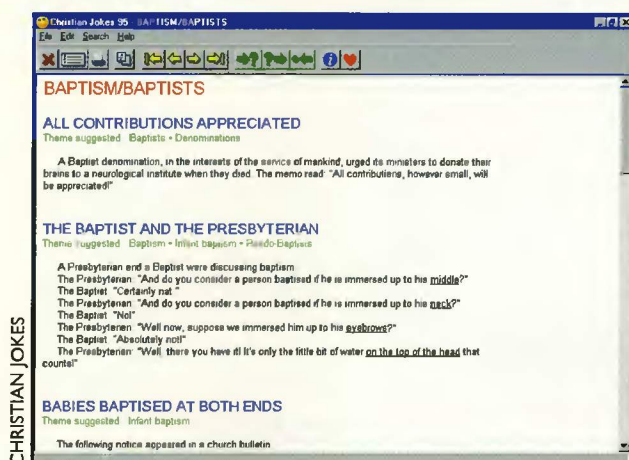 Christian Jokes 95 BAPTISM/BAPTISTS
File Edit Search Help
BAPTISM/BAPTISTS
ALL CONTRIBUTIONS APPRECIATED
Theme suggested Baptists • Denominations
A Baptist denomination, in the interests of the service of mankind, urged its ministers to donate their
brains to a neurological institute when they died. The memo read: "All contributions, however small, will
be appreciated!"
THE BAPTIST AND THE PRESBYTERIAN
Theme suggested Baptism • Infant baptism • Paedo-Baptists
A Presbyterian and a Baptist were discussing baptism
The Presbyterian: "And do you consider a person baptised if he is immersed up to his middle?"
The Baptist: "Certainly not."
The Presbyterian: "And do you consider a person baptised if he is immersed up to his neck?"
The Baptist: "No!"
The Presbyterian: "Well now, suppose we immersed him up to his eyebrows?"
The Baptist: "Absolutely not!"
The Presbyterian: "Well, there you have it! It's only the little bit of water on the top of the head that
counts!"
BABIES BAPTISED AT BOTH ENDS
Theme suggested Infant baptism
The following notice appeared in a church bulletin
CHRISTIAN JOKES